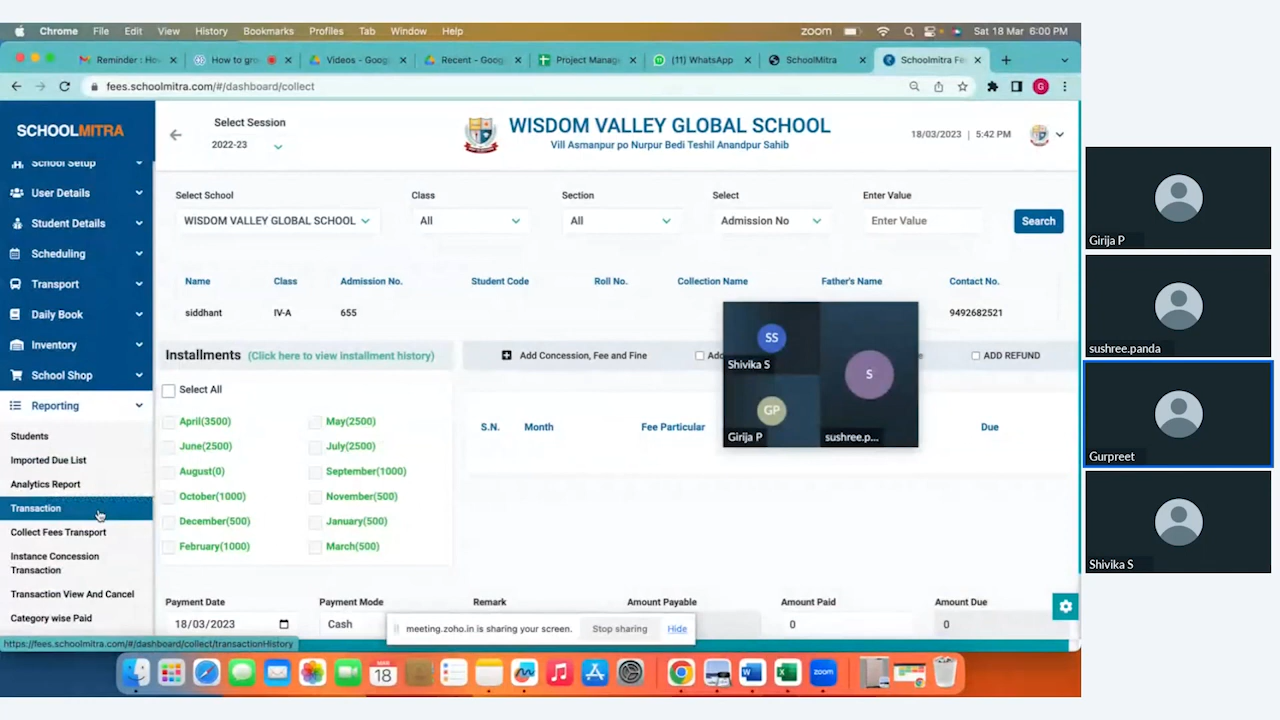 Chrome File Edit View History Bookmarks Profiles Tab Window Help zoom Sat 18 Mar 6:00 PM
Reminder : Ho How to gro Videos - Goog Recent - Goog Project Manag (11) WhatsApp SchoolMitra Schoolmitra Fe
fees.schoolmitra.com/#/dashboard/collect G
SCHOOLMITRA
School Setup
User Details
Student Details
Scheduling
Transport
Daily Book
Inventory
School Shop
Reporting
Students
Imported Due List
Analytics Report
Transaction
Collect Fees Transport
Instance Concession
Transaction
Transaction View And Cancel
Category wise Paid
https://fees.schoolmitra.com/#/dashboard/collect/transactionHistory
Select Session
2022-23
WISDOM VALLEY GLOBAL SCHOOL
Vill Asmanpur po Nurpur Bedi Teshil Anandpur Sahib
18/03/2023 | 5:42 PM
Select School Class Section Select Enter Value
WISDOM VALLEY GLOBAL SCHOOL All All Admission No Enter Value Search
Name Class Admission No. Student Code Roll No. Collection Name Father's Name Contact No.
siddhant IV-A 655 9492682521
Installments (Click here to view installment history)
Add Concession, Fee and Fine
ADD REFUND
Select All
April(3500) May(2500)
June(2500) July(2500)
August(0) September(1000)
October(1000) November(500)
December(500) January(500)
February(1000) March(500)
S.N. Month Fee Particular Due
SS
Shivika S
S
GP
Girija P
sushree.p...
Payment Date Payment Mode Remark Amount Payable Amount Paid Amount Due
18/03/2023 Cash 0 0
meeting.zoho.in is sharing your screen. Stop sharing Hide
18
zoom
Girija P
sushree.panda
Gurpreet
Shivika S